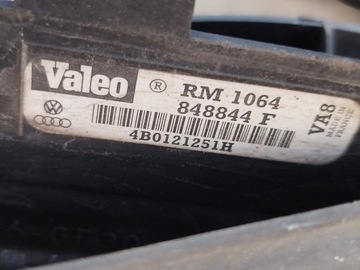 Valeo ® RM 1064
848844 F
4B0121251H
VA8
MADE IN
FRANCE